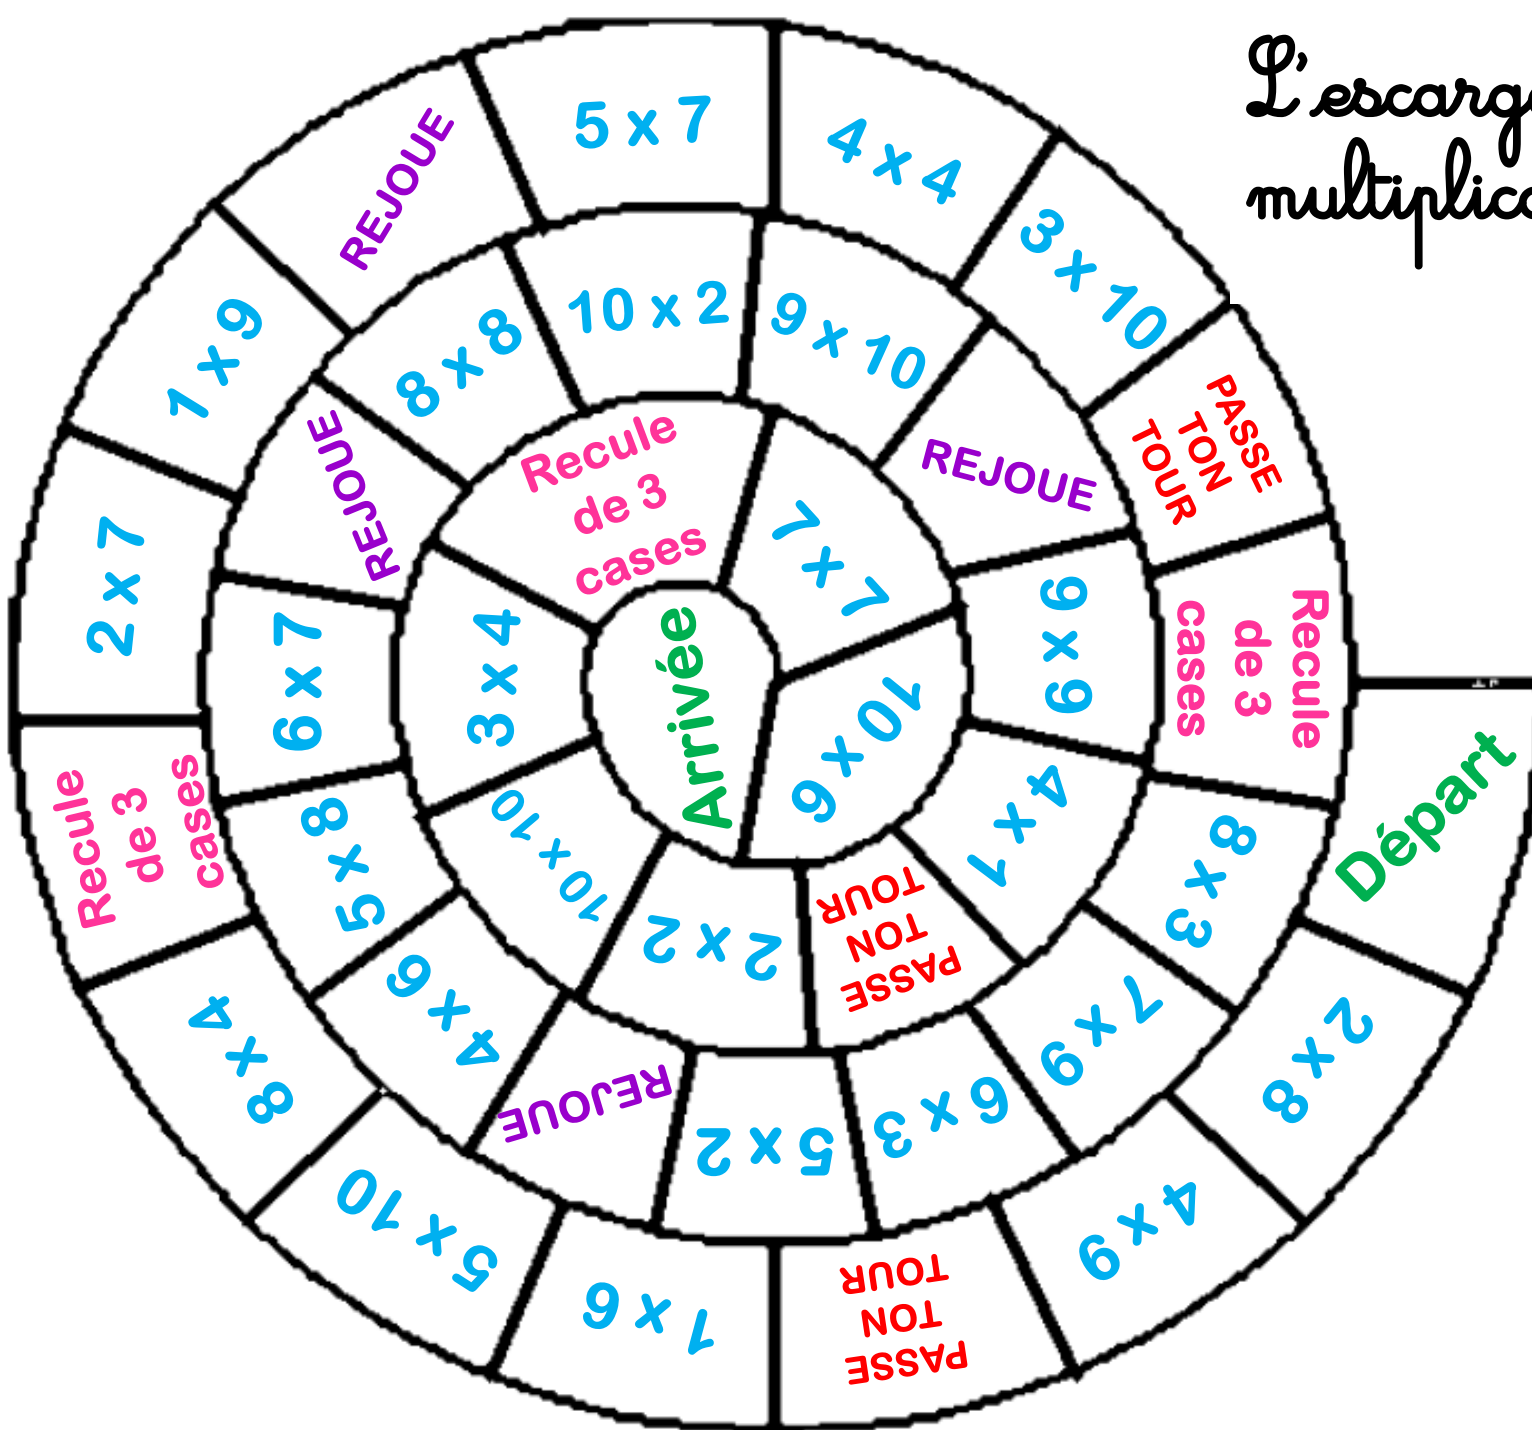 L'escarg
multiplic
Départ
2 x 8
4 x 9
PASSE
TON
TOUR
1 x 6
5 x 10
8 x 4
Recule
de 3
cases
2 x 7
1 x 9
REJOUE
5 x 7
4 x 4
3 x 10
PASSE
TON
TOUR
Recule
de 3
cases
8 x 3
7 x 9
6 x 3
5 x 2
REJOUE
4 x 6
5 x 8
6 x 7
REJOUE
8 x 8
10 x 2
9 x 10
REJOUE
9 x 9
4 x 1
PASSE
TON
TOUR
2 x 2
10 x 10
3 x 4
Recule
de 3
cases
7 x 7
10 x 9
Arrivée